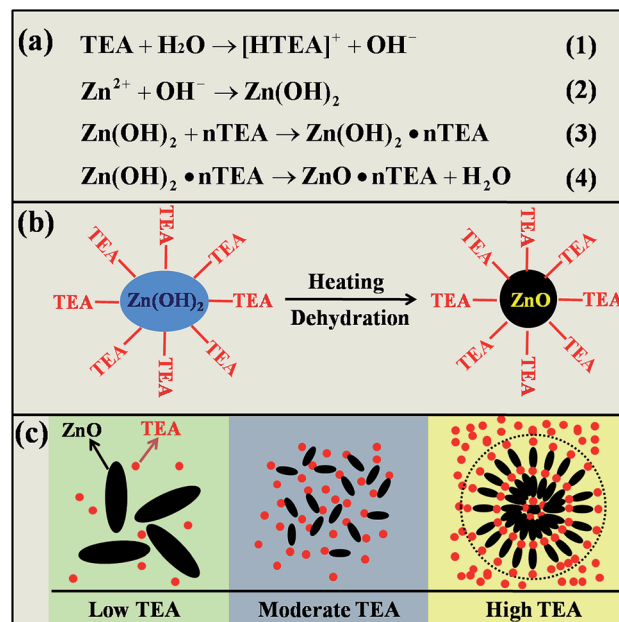 (a)
TEA + H₂O → [HTEA]⁺ + OH⁻ (1)
Zn²⁺ + OH⁻ → Zn(OH)₂ (2)
Zn(OH)₂ + nTEA → Zn(OH)₂ • nTEA (3)
Zn(OH)₂ • nTEA → ZnO • nTEA + H₂O (4)
(b)
TEA
TEA
TEA
TEA
Zn(OH)₂
TEA
TEA
TEA
TEA
Heating
Dehydration
TEA
TEA
TEA
TEA
ZnO
TEA
TEA
TEA
TEA
(c)
ZnO
TEA
Low TEA
Moderate TEA
High TEA